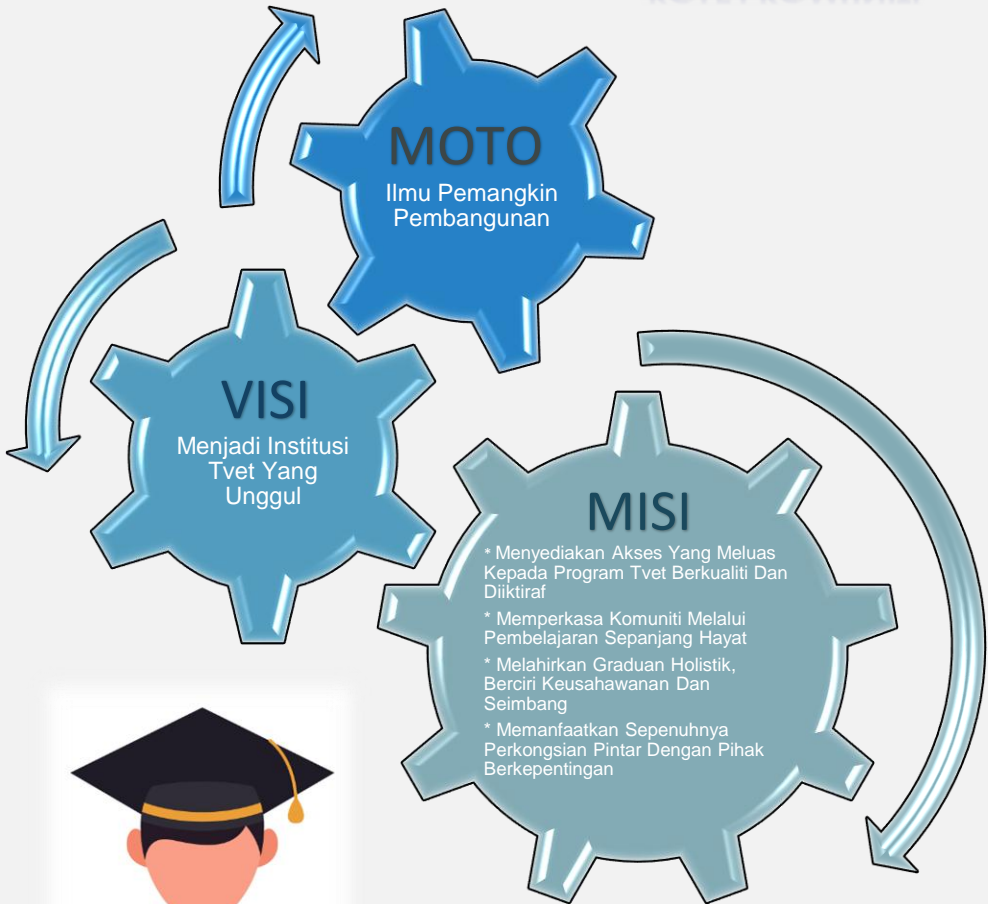 MOTO
Ilmu Pemangkin
Pembangunan
VISI
Menjadi Institusi
Tvet Yang
Unggul
MISI
* Menyediakan Akses Yang Meluas
Kepada Program Tvet Berkualiti Dan
Diiktiraf
* Memperkasa Komuniti Melalui
Pembelajaran Sepanjang Hayat
* Melahirkan Graduan Holistik,
Berciri Keusahawanan Dan
Seimbang
* Memanfaatkan Sepenuhnya
Perkongsian Pintar Dengan Pihak
Berkepentingan